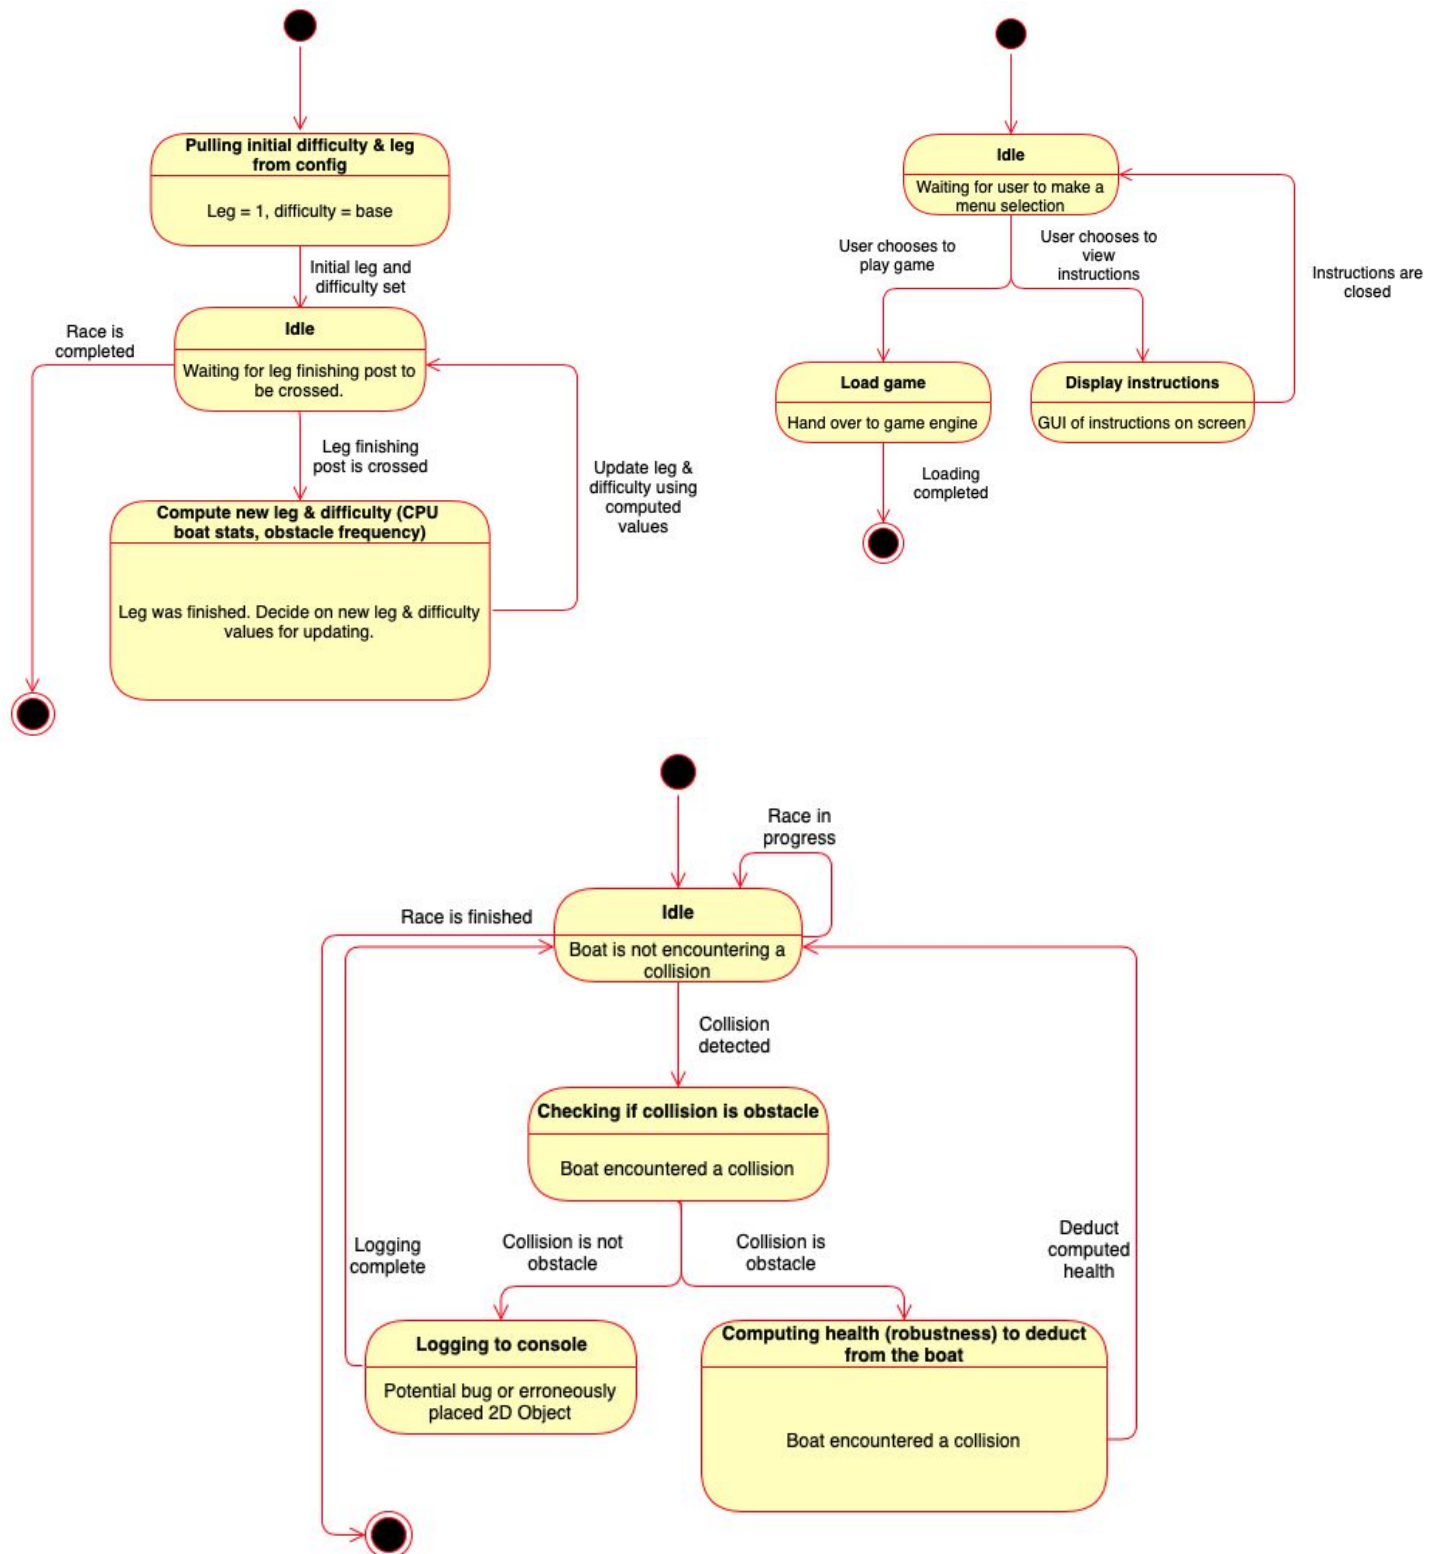 Pulling initial difficulty & leg
from config
Leg = 1, difficulty = base
Initial leg and
difficulty set
Race is
completed
Idle
Waiting for leg finishing post to
be crossed.
Leg finishing
post is crossed
Update leg &
difficulty using
computed
values
Compute new leg & difficulty (CPU
boat stats, obstacle frequency)
Leg was finished. Decide on new leg & difficulty
values for updating.
Idle
Waiting for user to make a
menu selection
User chooses to
play game
User chooses to
view
instructions
Instructions are
closed
Load game
Hand over to game engine
Display instructions
GUI of instructions on screen
Loading
completed
Race in
progress
Race is finished
Idle
Boat is not encountering a
collision
Collision
detected
Checking if collision is obstacle
Boat encountered a collision
Logging
complete
Collision is not
obstacle
Collision is
obstacle
Deduct
computed
health
Logging to console
Potential bug or erroneously
placed 2D Object
Computing health (robustness) to deduct
from the boat
Boat encountered a collision